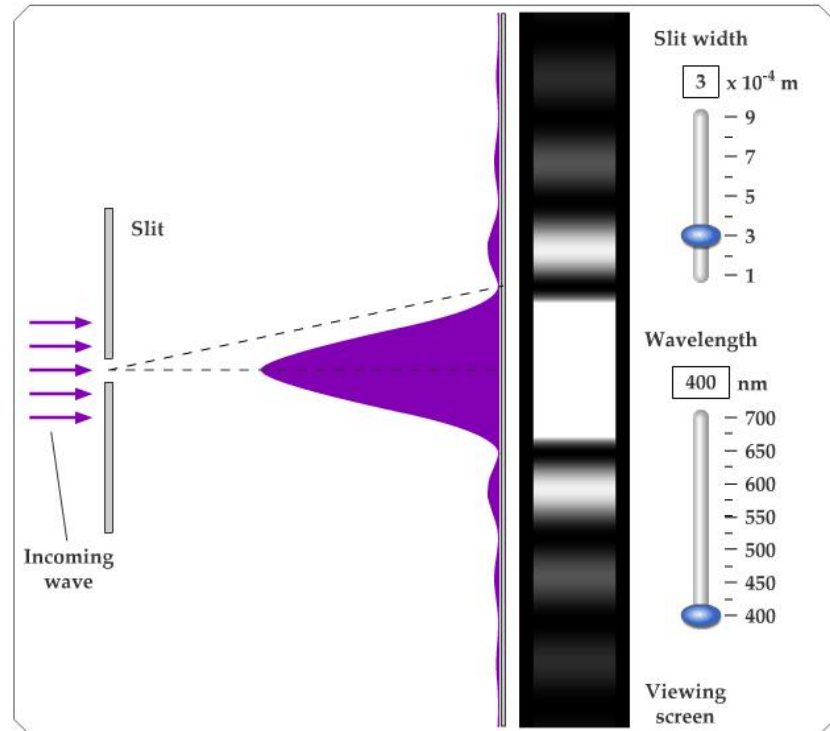 Slit width
3 x 10⁻⁴ m
9
7
5
3
1
Slit
Wavelength
400 nm
700
650
600
550
500
450
400
Incoming
wave
Viewing
screen